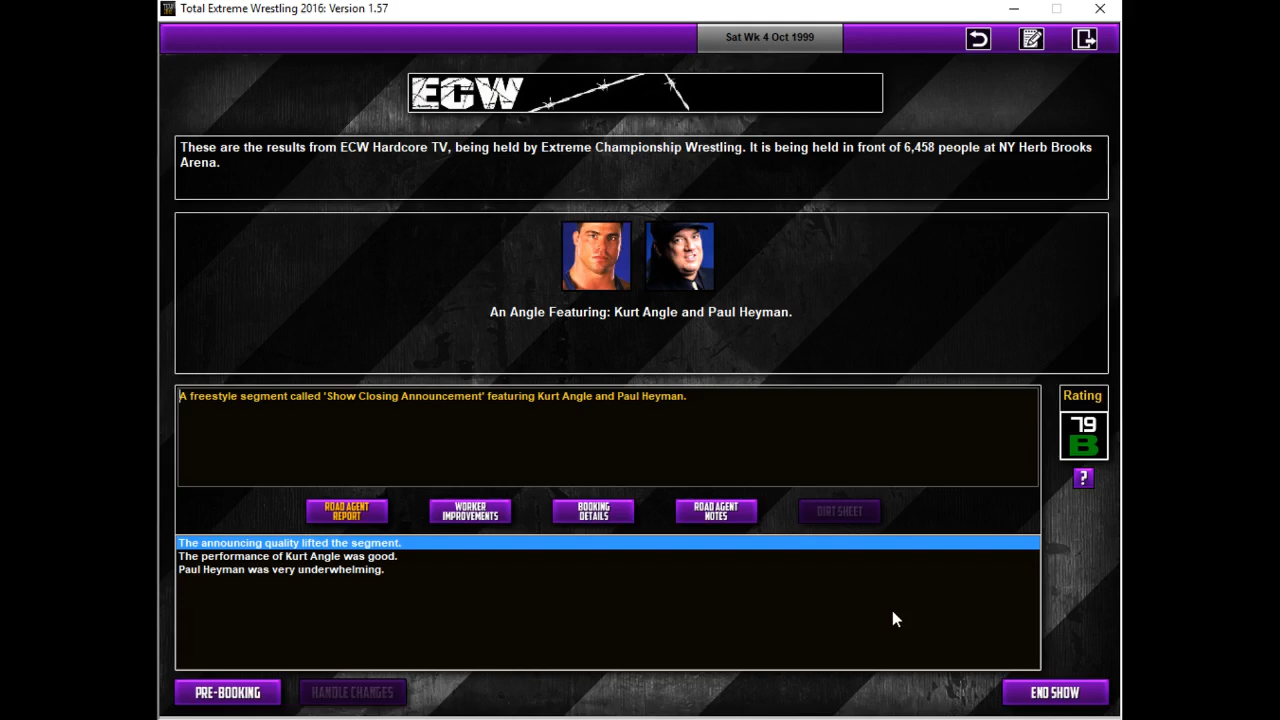 Total Extreme Wrestling 2016: Version 1.57
Sat Wk 4 Oct 1999
ECW
These are the results from ECW Hardcore TV, being held by Extreme Championship Wrestling. It is being held in front of 6,458 people at NY Herb Brooks
Arena.
An Angle Featuring: Kurt Angle and Paul Heyman.
A freestyle segment called 'Show Closing Announcement' featuring Kurt Angle and Paul Heyman.
Rating
79
B
?
ROAD AGENT
REPORT
WORKER
IMPROVEMENTS
BOOKING
DETAILS
ROAD AGENT
NOTES
DIRT SHEET
The announcing quality lifted the segment.
The performance of Kurt Angle was good.
Paul Heyman was very underwhelming.
PRE-BOOKING
HANDLE CHANGES
END SHOW